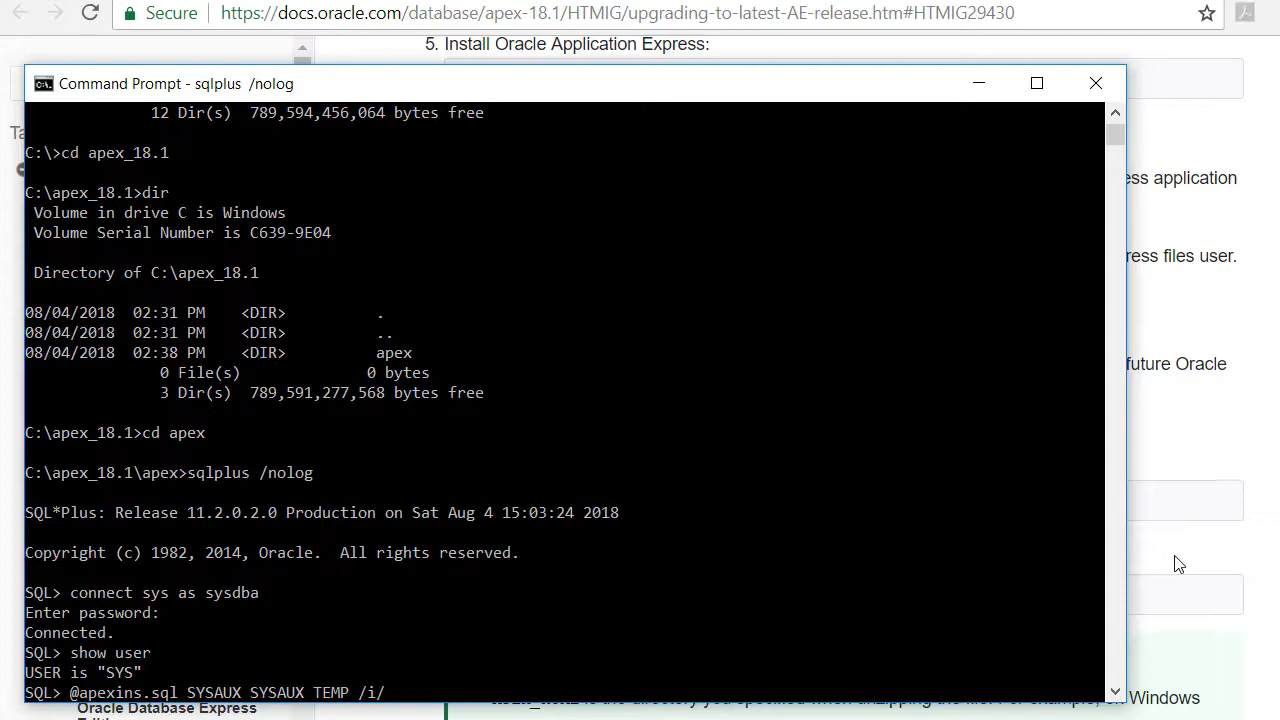 Secure
https://docs.oracle.com/database/apex-18.1/HTMIG/upgrading-to-latest-AE-release.htm#HTMIG29430
5. Install Oracle Application Express:
Command Prompt - sqlplus /nolog
12 Dir(s) 789,594,456,064 bytes free
C:\>cd apex_18.1
C:\apex_18.1>dir
Volume in drive C is Windows
Volume Serial Number is C639-9E04
Directory of C:\apex_18.1
08/04/2018 02:31 PM <DIR> .
08/04/2018 02:31 PM <DIR> ..
08/04/2018 02:38 PM <DIR> apex
0 File(s) 0 bytes
3 Dir(s) 789,591,277,568 bytes free
C:\apex_18.1>cd apex
C:\apex_18.1\apex>sqlplus /nolog
SQL*Plus: Release 11.2.0.2.0 Production on Sat Aug 4 15:03:24 2018
Copyright (c) 1982, 2014, Oracle. All rights reserved.
SQL> connect sys as sysdba
Enter password:
Connected.
SQL> show user
USER is "SYS"
SQL> @apexins.sql SYSAUX SYSAUX TEMP /i/
application
files user.
future Oracle
Windows
Oracle Database Express